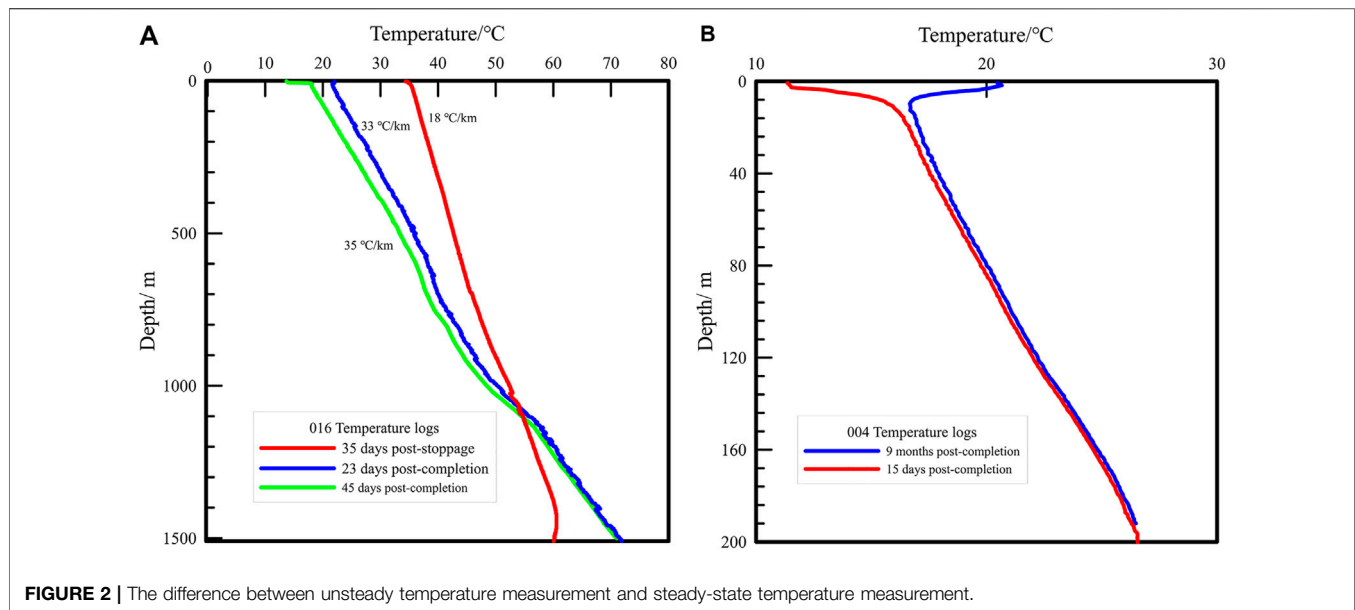 A
Temperature/°C
0 10 20 30 40 50 60 70 80
0
500
1000
1500
Depth/ m
33 °C/km
18 °C/km
35 °C/km
016 Temperature logs
35 days post-stoppage
23 days post-completion
45 days post-completion
B
Temperature/°C
10 20 30
0
40
80
120
160
200
Depth/ m
004 Temperature logs
9 months post-completion
15 days post-completion
FIGURE 2 | The difference between unsteady temperature measurement and steady-state temperature measurement.